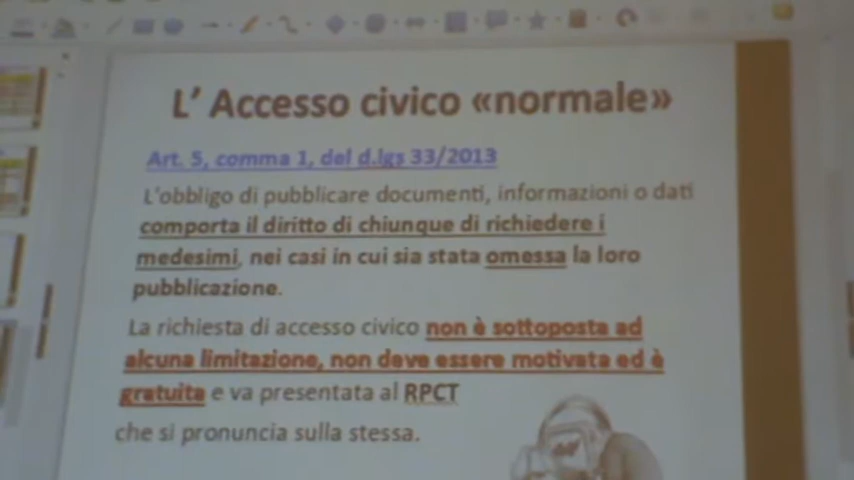 L' Accesso civico «normale»
Art. 5, comma 1, del d.lgs 33/2013
L'obbligo di pubblicare documenti, informazioni o dati
comporta il diritto di chiunque di richiedere i
medesimi, nei casi in cui sia stata omessa la loro
pubblicazione.
La richiesta di accesso civico non è sottoposta ad
alcuna limitazione, non deve essere motivata ed è
gratuita e va presentata al RPCT
che si pronuncia sulla stessa.